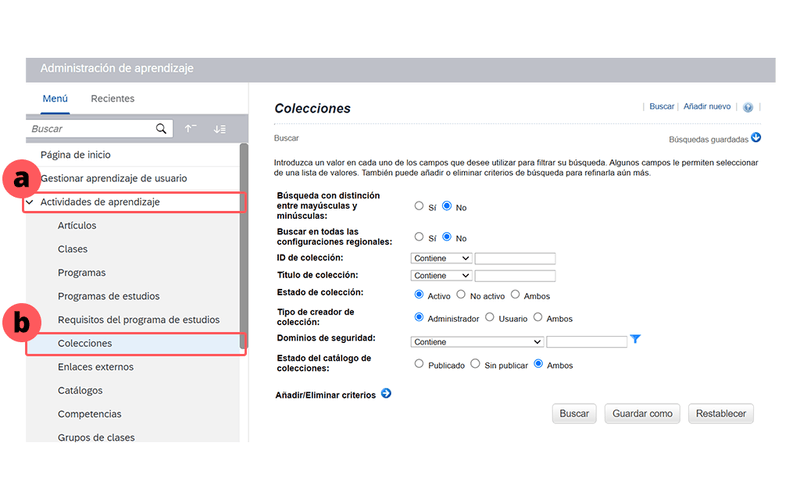 Administración de aprendizaje
Menú Recientes
Buscar
Página de inicio
a
Gestionar aprendizaje de usuario
Actividades de aprendizaje
Artículos
Clases
Programas
Programas de estudios
b
Requisitos del programa de estudios
Colecciones
Enlaces externos
Catálogos
Competencias
Grupos de clases
Colecciones
Buscar | Añadir nuevo
Buscar
Búsquedas guardadas
Introduzca un valor en cada uno de los campos que desee utilizar para filtrar su búsqueda. Algunos campos le permiten seleccionar
de una lista de valores. También puede añadir o eliminar criterios de búsqueda para refinarla aún más.
Búsqueda con distinción
entre mayúsculas y
minúsculas:
Sí No
Buscar en todas las
configuraciones regionales:
Sí No
ID de colección: Contiene
Título de colección: Contiene
Estado de colección: Activo No activo Ambos
Tipo de creador de
colección:
Administrador Usuario Ambos
Dominios de seguridad: Contiene
Estado del catálogo de
colecciones:
Publicado Sin publicar Ambos
Añadir/Eliminar criterios
Buscar Guardar como Restablecer